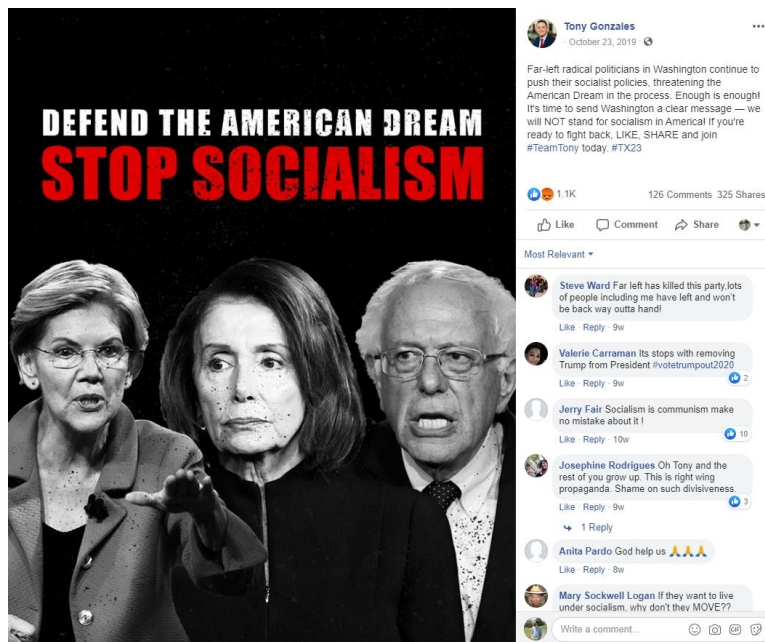 DEFEND THE AMERICAN DREAM
STOP SOCIALISM
Tony Gonzales
· October 23, 2019 ·
Far-left radical politicians in Washington continue to
push their socialist policies, threatening the
American Dream in the process. Enough is enough!
It's time to send Washington a clear message — we
will NOT stand for socialism in America! If you're
ready to fight back, LIKE, SHARE and join
#TeamTony today. #TX23
1.1K 126 Comments 325 Shares
Like Comment Share
Most Relevant
Steve Ward Far left has killed this party,lots
of people including me have left and won't
be back way outta hand!
Like · Reply · 9w
Valerie Carraman Its stops with removing
Trump from President #votetrumpout2020
2
Like · Reply · 9w
Jerry Fair Socialism is communism make
no mistake about it !
10
Like · Reply · 10w
Josephine Rodrigues Oh Tony and the
rest of you grow up. This is right wing
propaganda. Shame on such divisiveness.
3
Like · Reply · 9w
1 Reply
Anita Pardo God help us 🙏🙏🙏
Like · Reply · 8w
Mary Sockwell Logan If they want to live
under socialism, why don't they MOVE??
Write a comment...
GIF